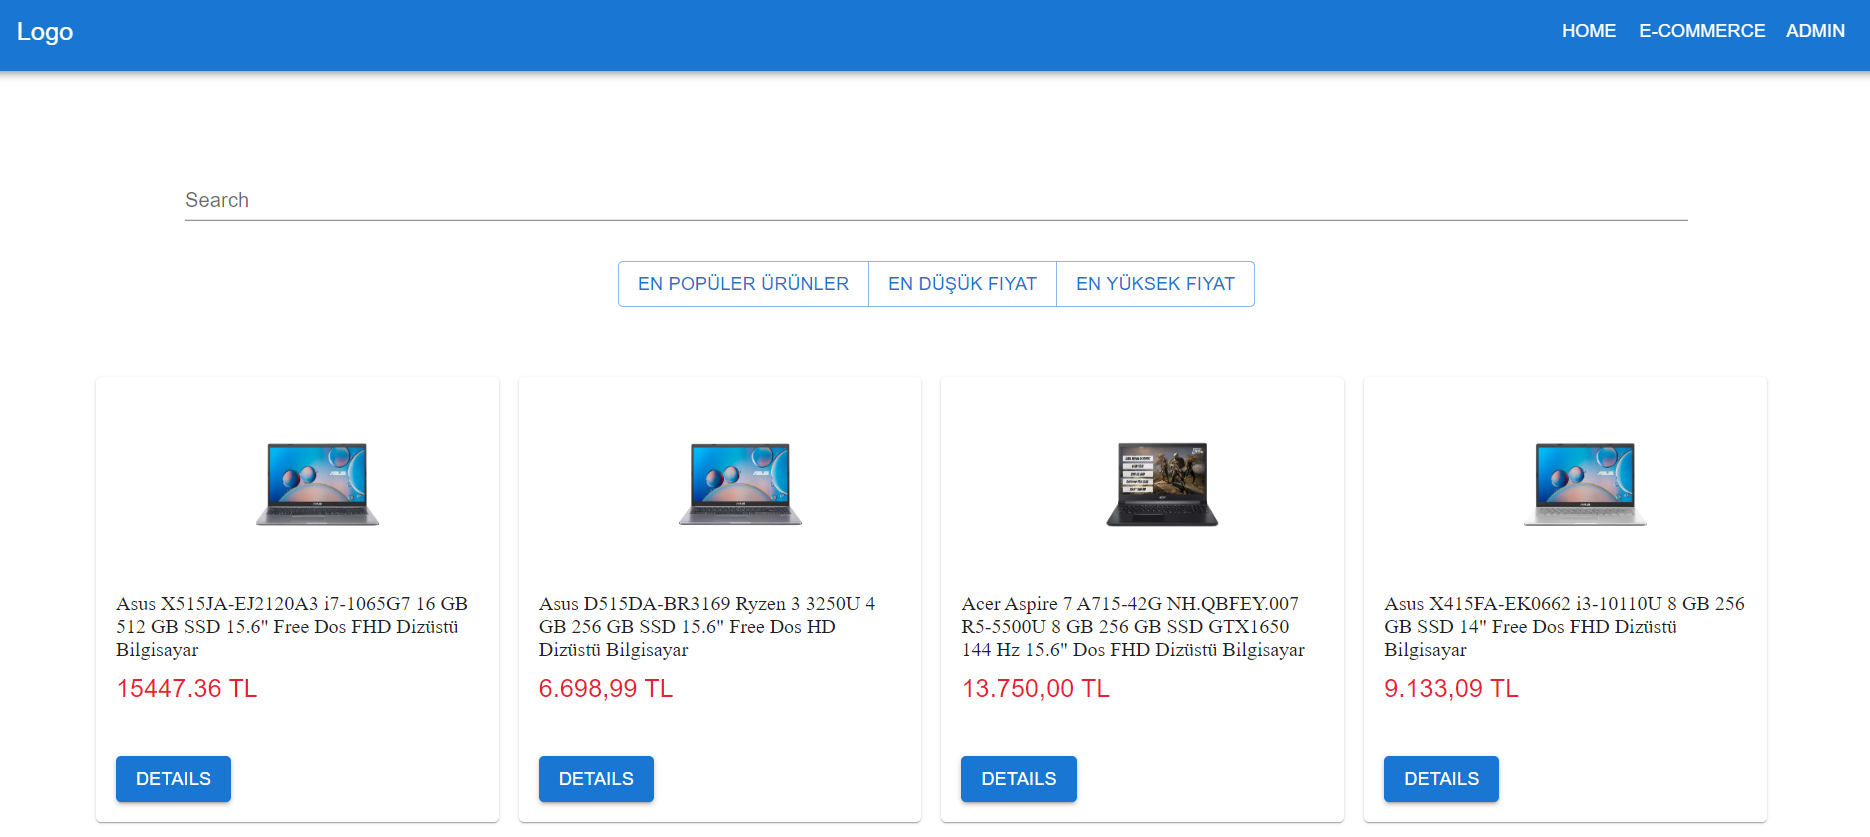 Logo
HOME E-COMMERCE ADMIN
Search
EN POPÜLER ÜRÜNLER
EN DÜŞÜK FIYAT
EN YÜKSEK FIYAT
Asus X515JA-EJ2120A3 i7-1065G7 16 GB
512 GB SSD 15.6" Free Dos FHD Dizüstü
Bilgisayar
15447.36 TL
DETAILS
Asus D515DA-BR3169 Ryzen 3 3250U 4
GB 256 GB SSD 15.6" Free Dos HD
Dizüstü Bilgisayar
6.698,99 TL
DETAILS
Acer Aspire 7 A715-42G NH.QBFEY.007
R5-5500U 8 GB 256 GB SSD GTX1650
144 Hz 15.6" Dos FHD Dizüstü Bilgisayar
13.750,00 TL
DETAILS
Asus X415FA-EK0662 i3-10110U 8 GB 256
GB SSD 14" Free Dos FHD Dizüstü
Bilgisayar
9.133,09 TL
DETAILS